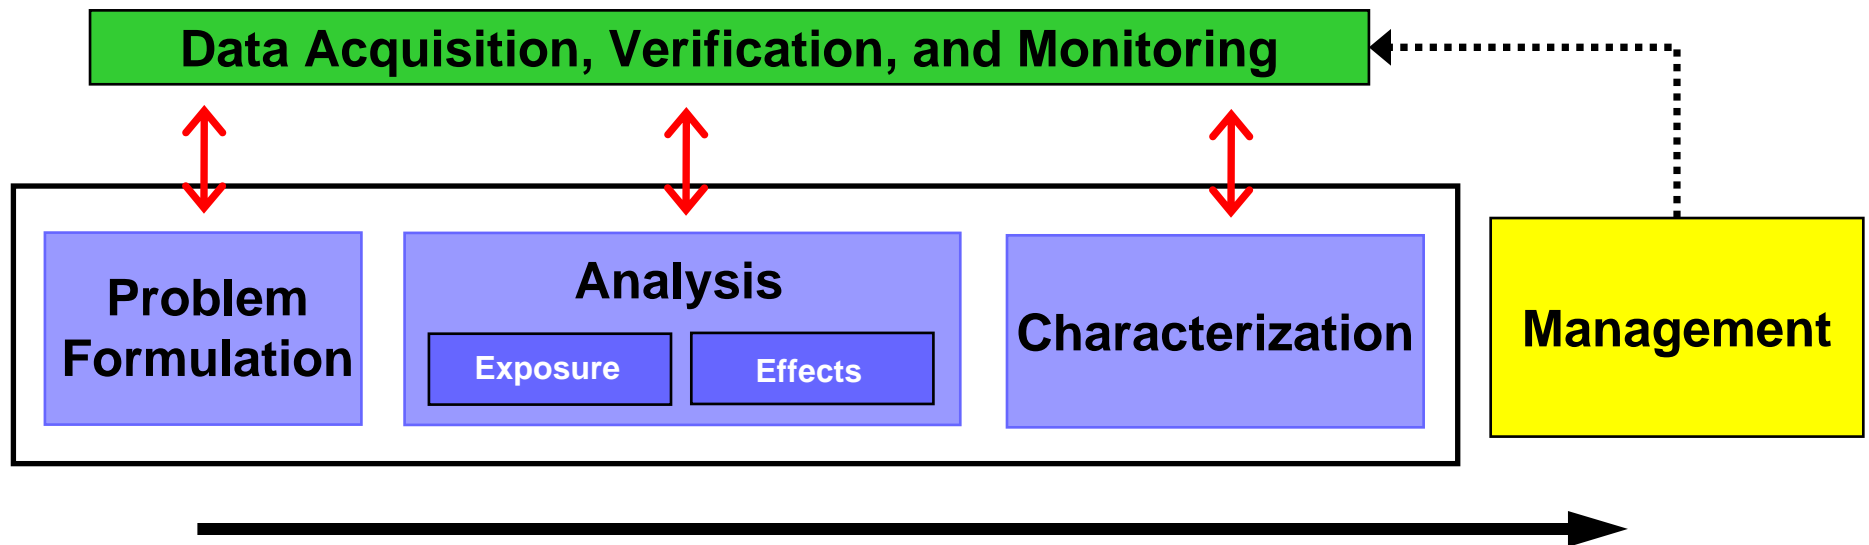 Data Acquisition, Verification, and Monitoring
Problem
Formulation
Analysis
Exposure
Effects
Characterization
Management